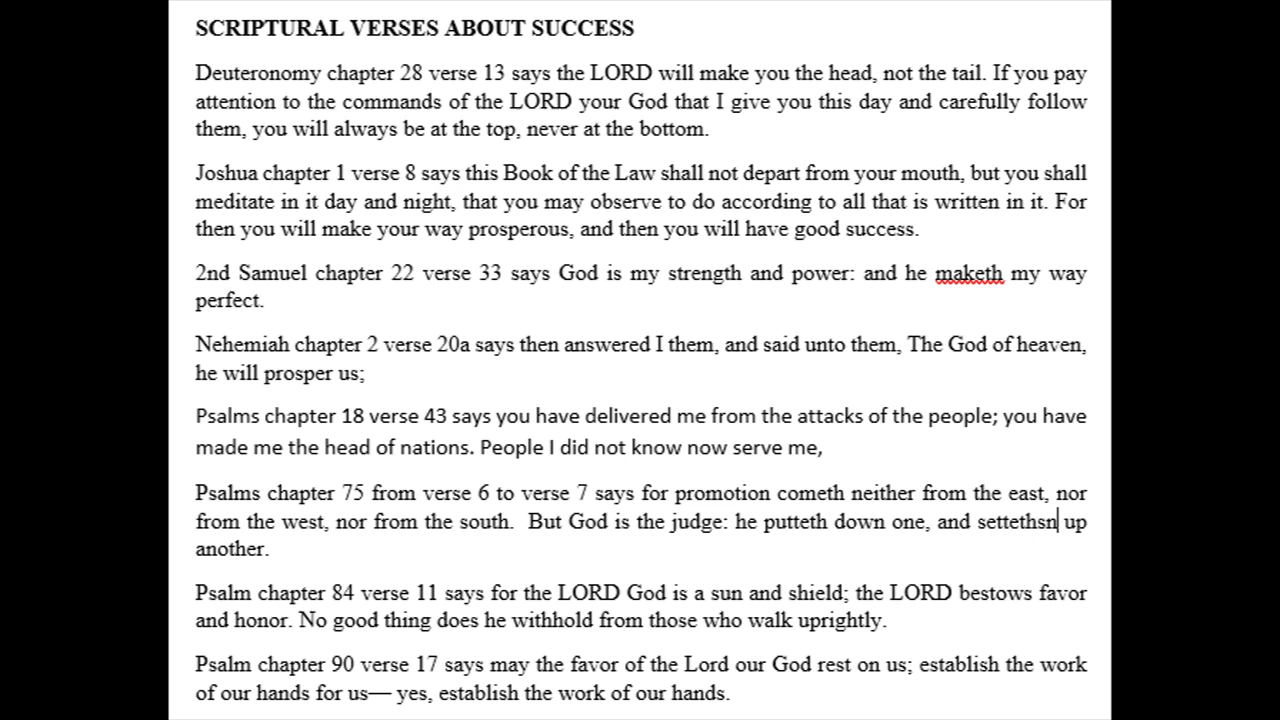 SCRIPTURAL VERSES ABOUT SUCCESS
Deuteronomy chapter 28 verse 13 says the LORD will make you the head, not the tail. If you pay
attention to the commands of the LORD your God that I give you this day and carefully follow
them, you will always be at the top, never at the bottom.
Joshua chapter 1 verse 8 says this Book of the Law shall not depart from your mouth, but you shall
meditate in it day and night, that you may observe to do according to all that is written in it. For
then you will make your way prosperous, and then you will have good success.
2nd Samuel chapter 22 verse 33 says God is my strength and power: and he maketh my way
perfect.
Nehemiah chapter 2 verse 20a says then answered I them, and said unto them, The God of heaven,
he will prosper us;
Psalms chapter 18 verse 43 says you have delivered me from the attacks of the people; you have
made me the head of nations. People I did not know now serve me,
Psalms chapter 75 from verse 6 to verse 7 says for promotion cometh neither from the east, nor
from the west, nor from the south.  But God is the judge: he putteth down one, and settethsn up
another.
Psalm chapter 84 verse 11 says for the LORD God is a sun and shield; the LORD bestows favor
and honor. No good thing does he withhold from those who walk uprightly.
Psalm chapter 90 verse 17 says may the favor of the Lord our God rest on us; establish the work
of our hands for us— yes, establish the work of our hands.